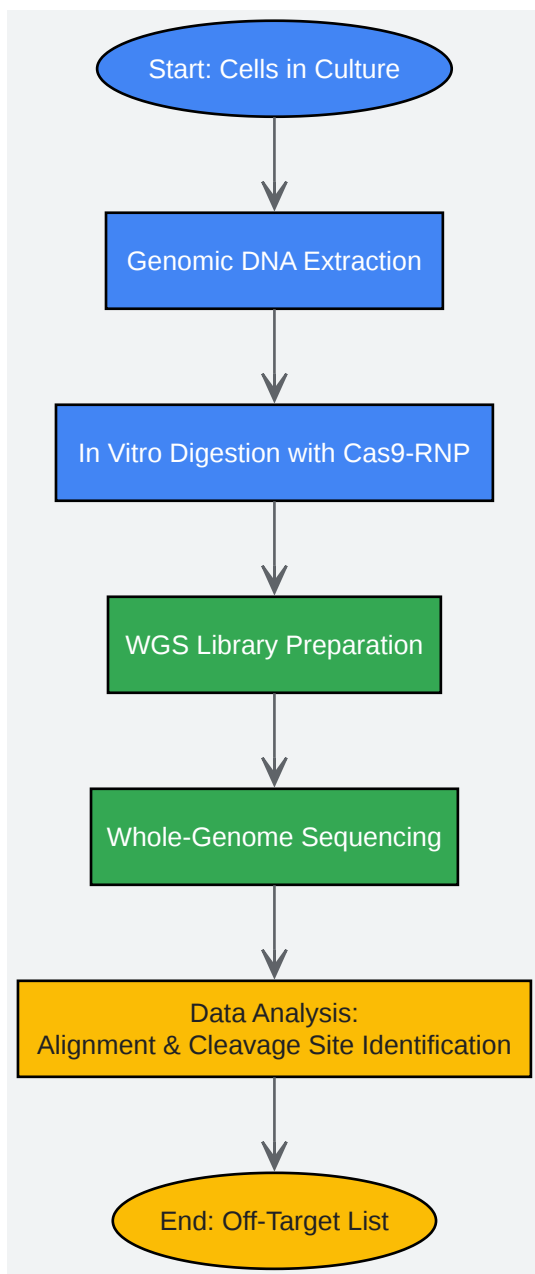 Start: Cells in Culture
Genomic DNA Extraction
In Vitro Digestion with Cas9-RNP
WGS Library Preparation
Whole-Genome Sequencing
Data Analysis:
Alignment & Cleavage Site Identification
End: Off-Target List